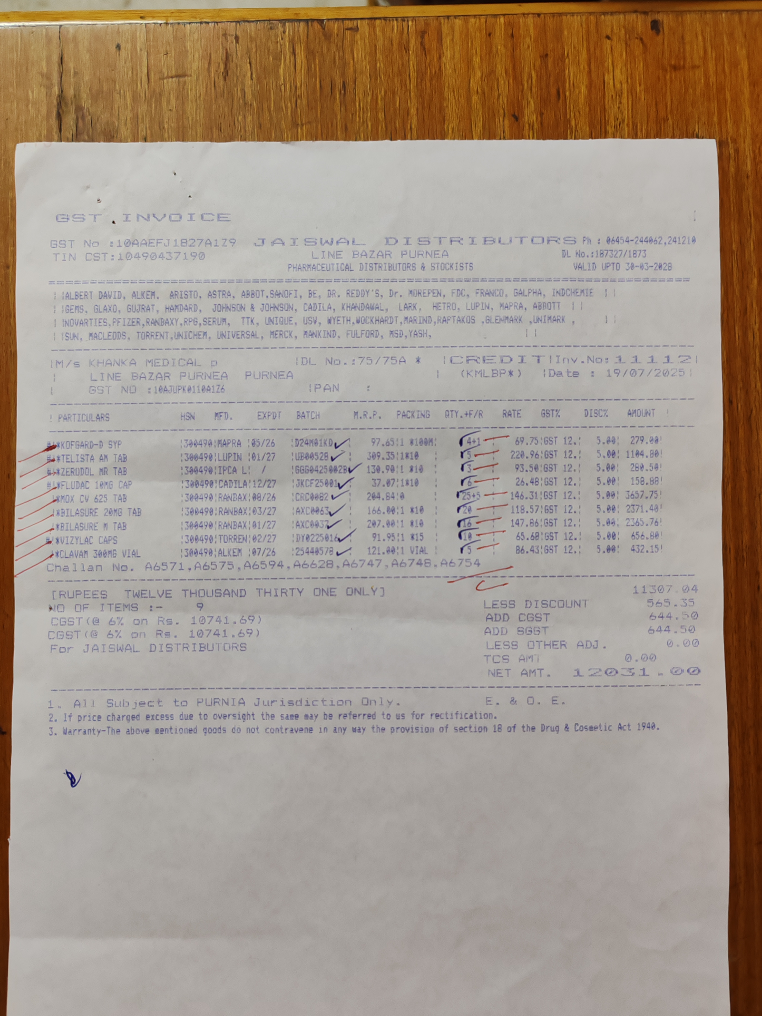 GST INVOICE
GST No :10AAEFJ1827A1Z9 JAISWAL DISTRIBUTORS Ph : 06454-244062,241210
TIN CST:10490437190 LINE BAZAR PURNEA DL No.:187327/1873
PHARMACEUTICAL DISTRIBUTORS & STOCKISTS VALID UPTO 30-03-2028
ALBERT DAVID, ALKEM, ARISTO, ASTRA, ABBOT,SANOFI, BE, DR. REDDY'S, Dr. MOREPEN, FDC, FRANCO, GALPHA, INDCHEMIE
GEMS, GLAXO, GUJRAT, HAMDARD, JOHNSON & JOHNSON, CADILA, KHANDAWAL, LARK, HETRO, LUPIN, MAPRA, ABBOTT
NOVARTIES,PFIZER,RANBAXY,RPG,SERUM, TTK, UNIQUE, USV, WYETH,WOCKHARDT,MARIND,RAPTAKOS ,GLENMARK ,UNIMARK ,
SUN, MACLEODS, TORRENT,UNICHEM, UNIVERSAL, MERCK, MANKIND, FULFORD, MSD,YASH,
M/s KHANKA MEDICAL p DL No.:75/75A * CREDIT Inv.No:11112
LINE BAZAR PURNEA PURNEA (KMLBP*) Date : 19/07/2025
GST NO :10AJUPK0110A1Z6 PAN :
PARTICULARS HSN MFD. EXPDT BATCH M.R.P. PACKING QTY.+F/R RATE GST% DISC% AMOUNT
*KOFGARD-D SYP 300490 MAPRA 05/26 D24M01KD 97.65 1 *100M 4+1 69.75 GST 12. 5.00 279.00
*TELISTA AM TAB 300490 LUPIN 01/27 309.35 1*10 5 220.96 GST 12. 5.00 1104.80
*ZERODOL MR TAB 300490 IPCA L / 130.90 1 *10 3 93.50 GST 12. 5.00 280.50
*FLUDAC 10MG CAP 300490 CADILA 12/27 JKCF25001 37.07 1*10 6 26.48 GST 12. 5.00 158.88
*MOX CV 625 TAB 300490 RANBAX 08/26 CRC0082 204.84 0 25+5 146.31 GST 12. 5.00 3657.75
*BILASURE 20MG TAB 300490 RANBAX 03/27 AXC0063 166.00 1 *10 20 118.57 GST 12. 5.00 2371.40
*BILASURE M TAB 300490 RANBAX 01/27 AXC0037 207.00 1 *10 16 147.86 GST 12. 5.00 2365.76
*VIZYLAC CAPS 300490 TORREN 02/27 DY0225016 91.95 1 *15 10 65.68 GST 12. 5.00 656.80
*CLAVAM 300MG VIAL 300490 ALKEM 07/26 25440578 121.00 1 VIAL 5 86.43 GST 12. 5.00 432.15
Challan No. A6571,A6575,A6594,A6628,A6747,A6748,A6754
[RUPEES TWELVE THOUSAND THIRTY ONE ONLY] 11307.04
NO OF ITEMS :- 9 LESS DISCOUNT 565.35
CGST(@ 6% on Rs. 10741.69) ADD CGST 644.50
CGST(@ 6% on Rs. 10741.69) ADD SGST 644.50
For JAISWAL DISTRIBUTORS LESS OTHER ADJ. 0.00
TCS AMT 0.00
NET AMT. 12031.00
1. All Subject to PURNIA Jurisdiction Only. E. & O. E.
2. If price charged excess due to oversight the same may be referred to us for rectification.
3. Warranty-The above mentioned goods do not contravene in any way the provision of section 18 of the Drug & Cosmetic Act 1940.